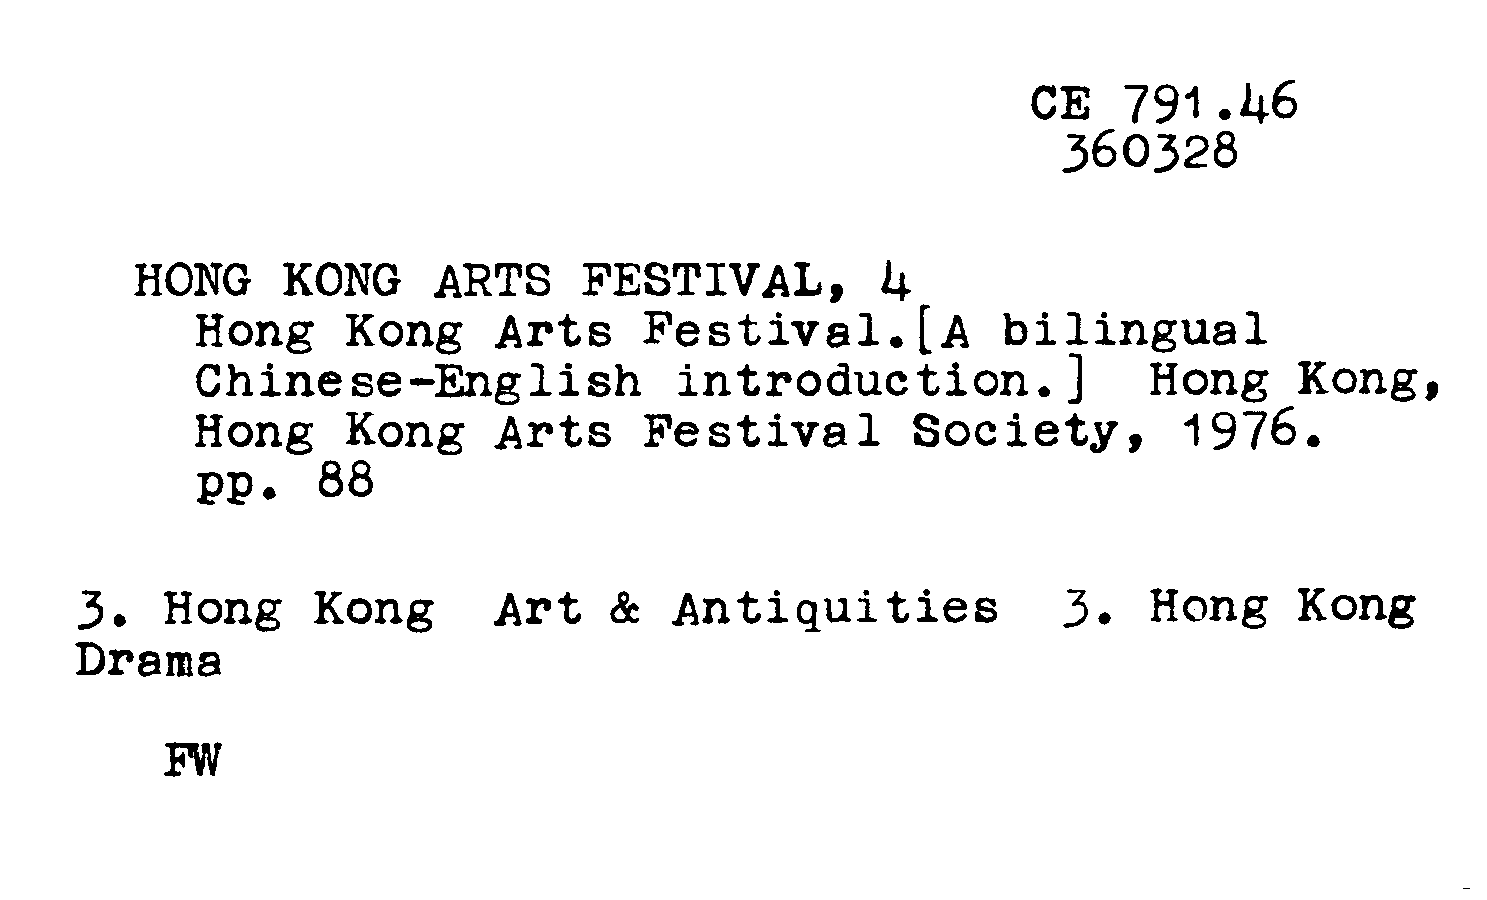 CE 791.46
360328
HONG KONG ARTS FESTIVAL, 4
Hong Kong Arts Festival.[A bilingual
Chinese-English introduction.] Hong Kong,
Hong Kong Arts Festival Society, 1976.
pp. 88
3. Hong Kong Art & Antiquities 3. Hong Kong
Drama
FW